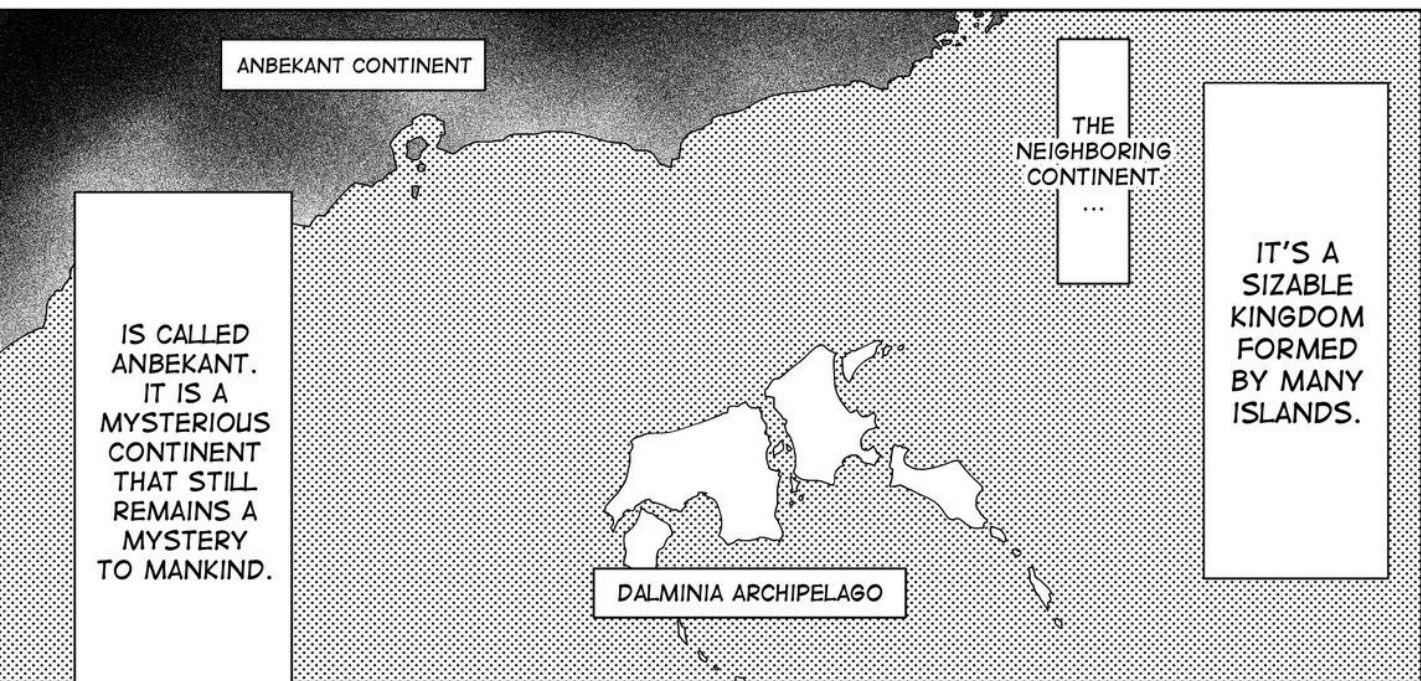 IT'S A
SIZABLE
KINGDOM
FORMED
BY MANY
ISLANDS.
THE
NEIGHBORING
CONTINENT
...
ANBEKANT CONTINENT
IS CALLED
ANBEKANT.
IT IS A
MYSTERIOUS
CONTINENT
THAT STILL
REMAINS A
MYSTERY
TO MANKIND.
DALMINIA ARCHIPELAGO